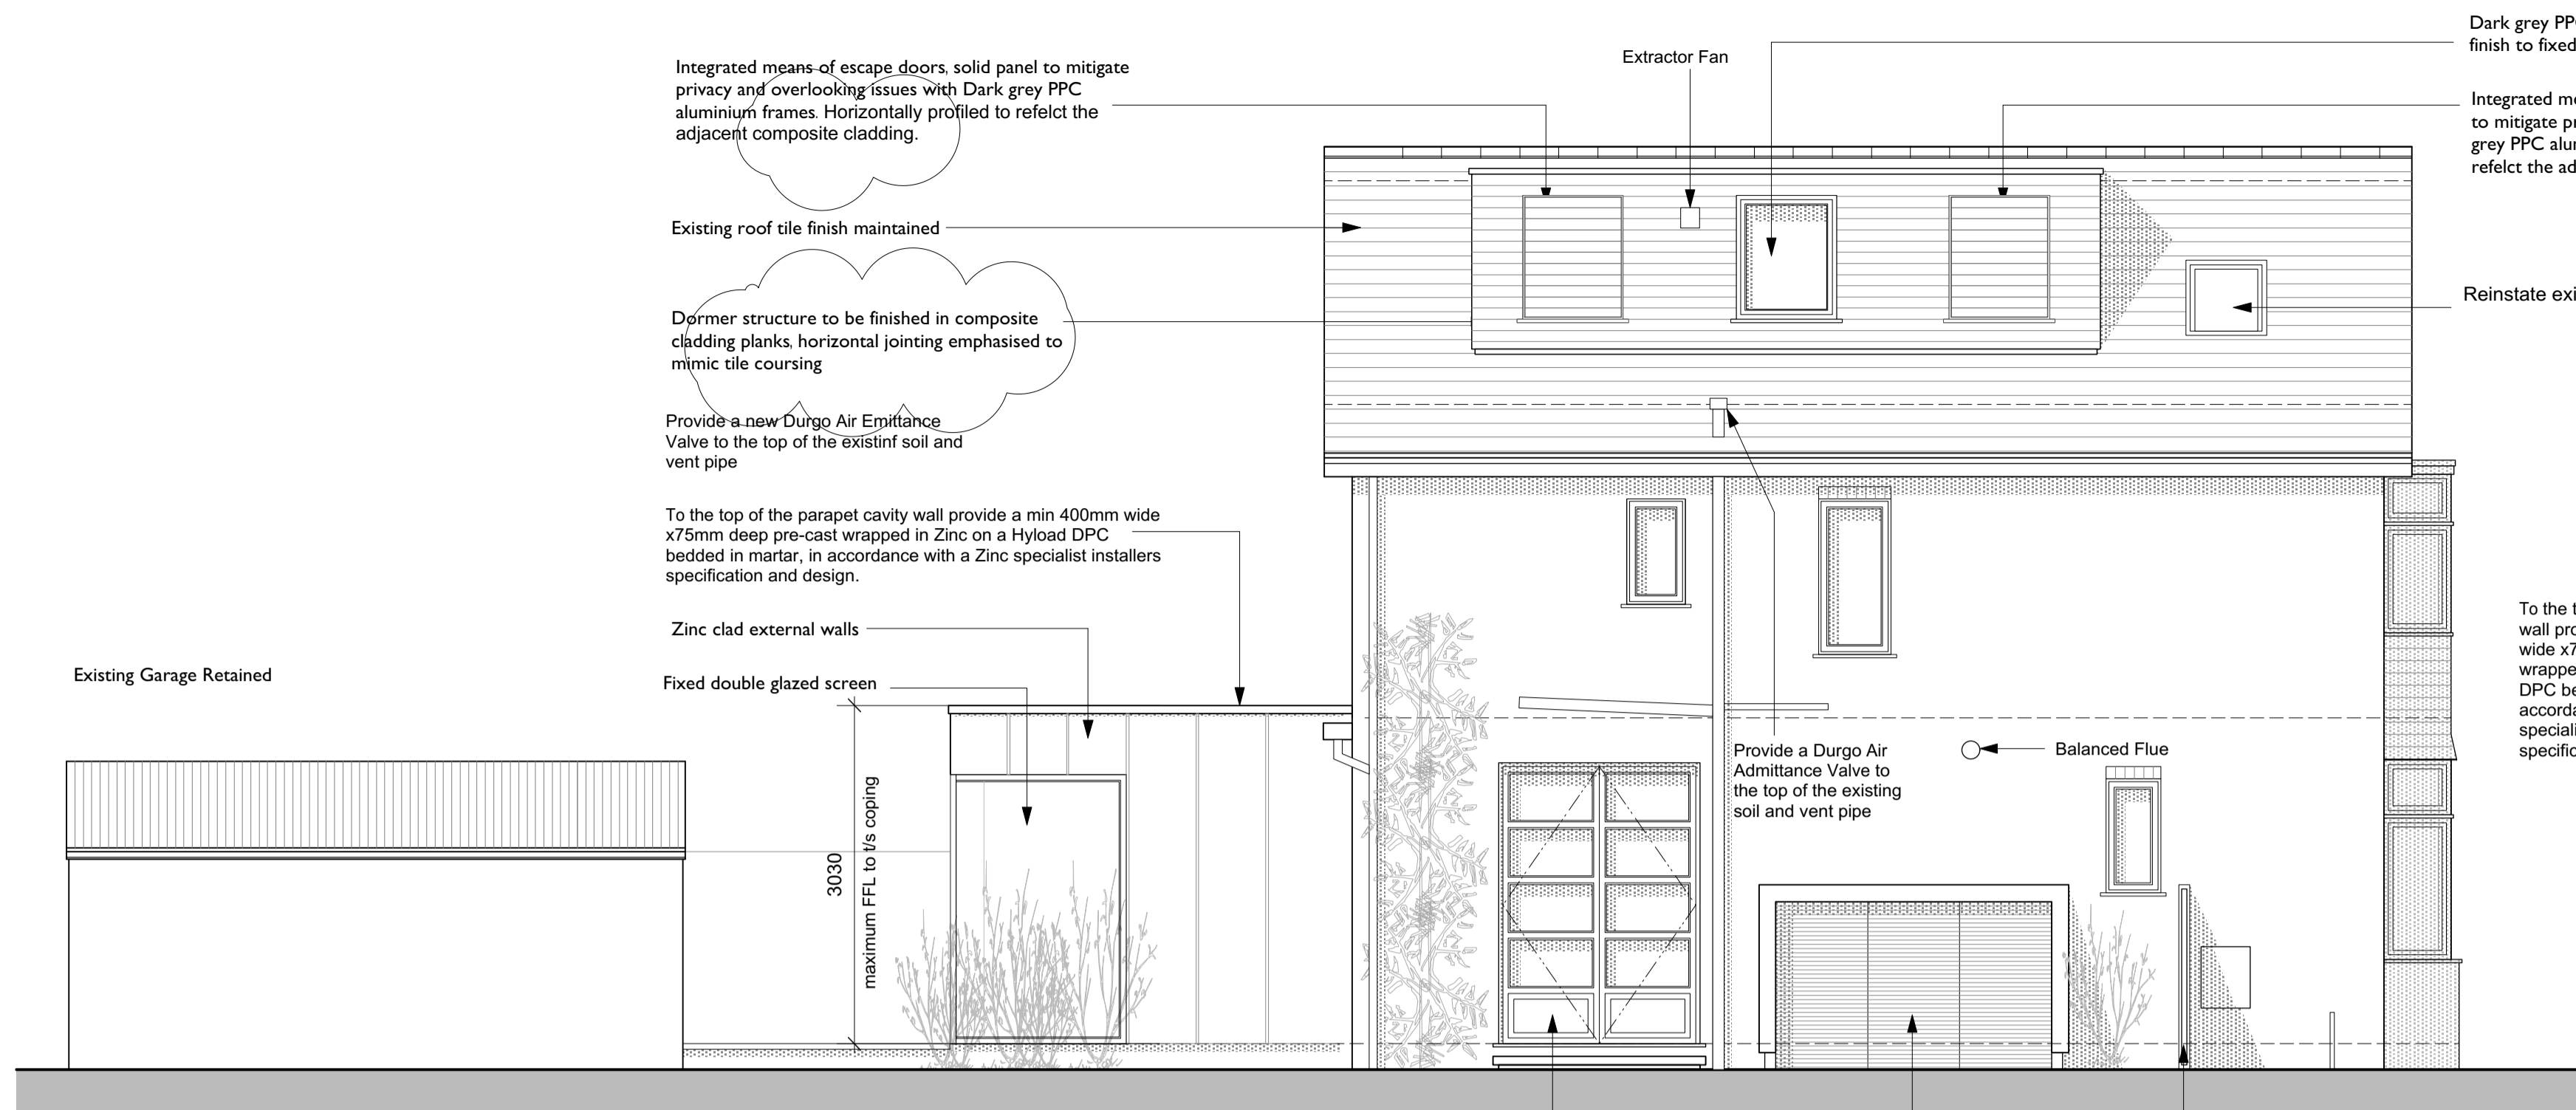 Integrated means of escape doors, solid panel to mitigate
privacy and overlooking issues with Dark grey PPC
aluminium frames. Horizontally profiled to refelct the
adjacent composite cladding.
Extractor Fan
Dark grey PP
finish to fixed
Integrated me
to mitigate p
grey PPC alu
refelct the ad
Existing roof tile finish maintained
Reinstate exi
Dormer structure to be finished in composite
cladding planks, horizontal jointing emphasised to
mimic tile coursing
Provide a new Durgo Air Emittance
Valve to the top of the existinf soil and
vent pipe
To the top of the parapet cavity wall provide a min 400mm wide
x75mm deep pre-cast wrapped in Zinc on a Hyload DPC
bedded in martar, in accordance with a Zinc specialist installers
specification and design.
Zinc clad external walls
Fixed double glazed screen
Existing Garage Retained
3030
maximum FFL to t/s coping
Provide a Durgo Air
Admittance Valve to
the top of the existing
soil and vent pipe
Balanced Flue
To the t
wall pro
wide x7
wrappe
DPC be
accorda
speciali
specific